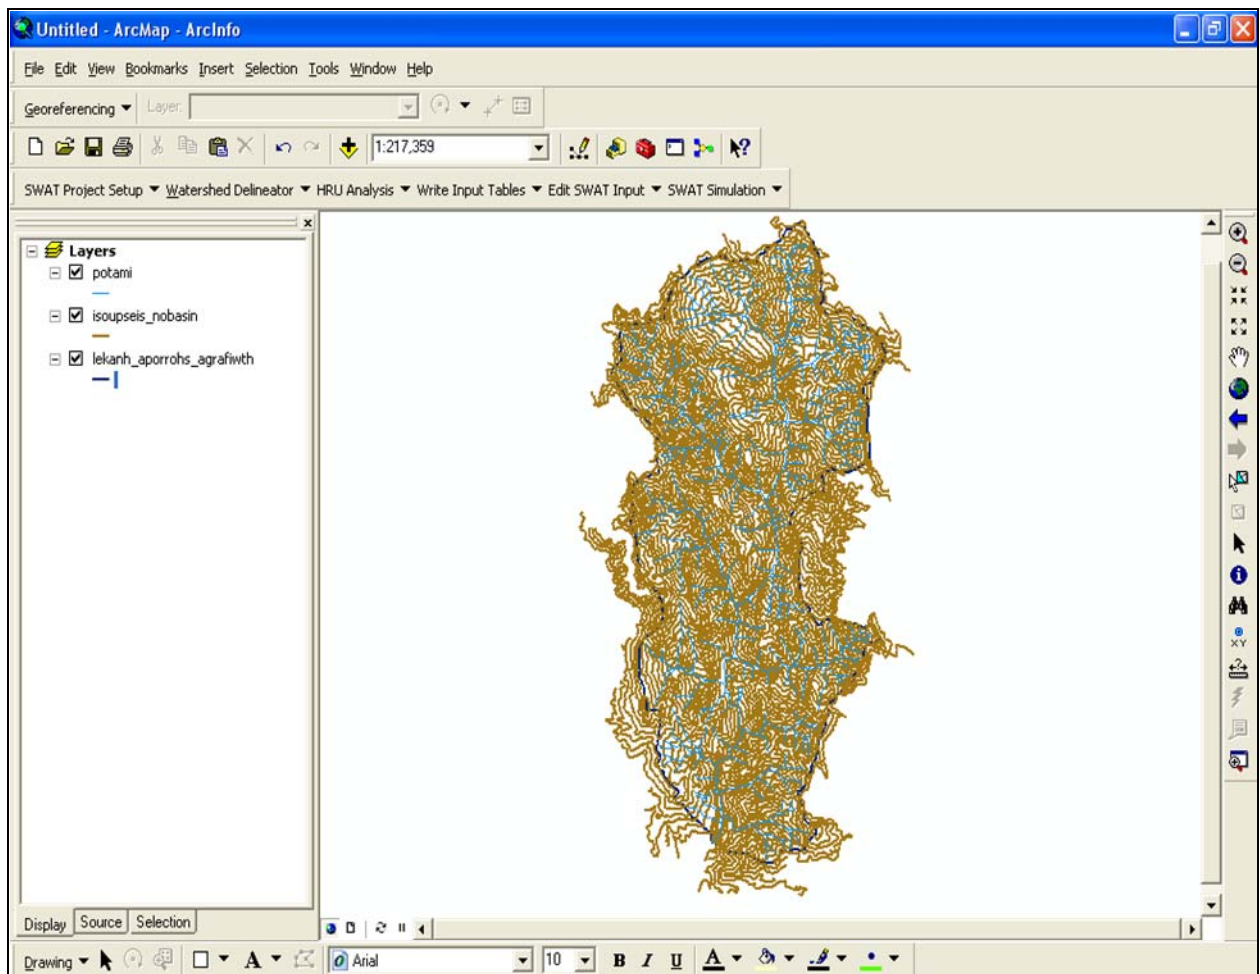 Untitled - ArcMap - ArcInfo
File Edit View Bookmarks Insert Selection Tools Window Help
Georeferencing Layer:
1:217,359
SWAT Project Setup Watershed Delineator HRU Analysis Write Input Tables Edit SWAT Input SWAT Simulation
Layers
potami
isoupseis_nobasin
lekanh_aporrohs_agrafiwth
XY
Display Source Selection
Drawing A Arial 10 B I U A